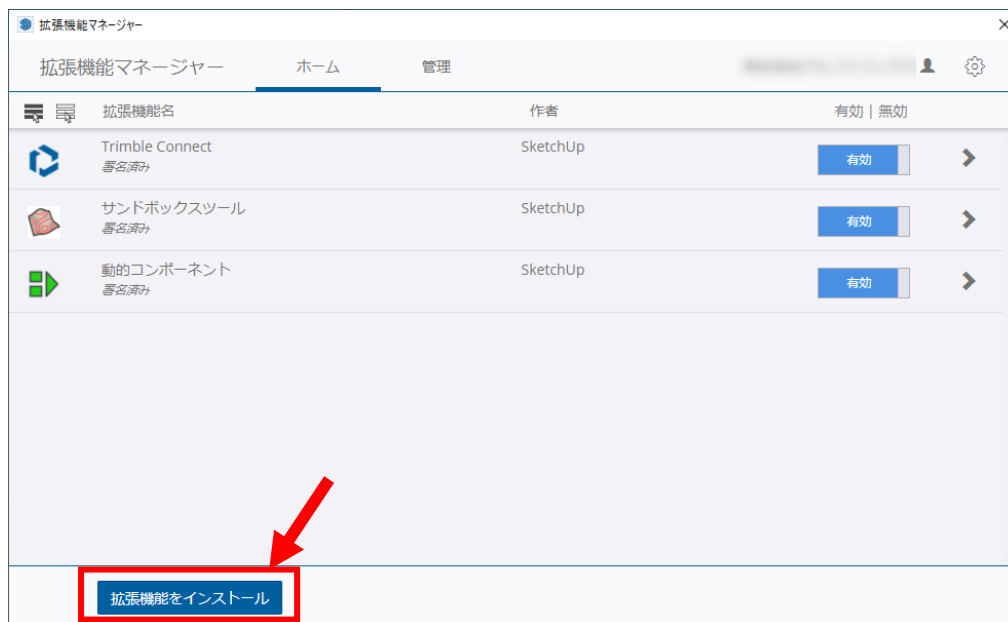 拡張機能マネージャー
拡張機能マネージャー ホーム 管理
拡張機能名 作者 有効 | 無効
Trimble Connect SketchUp 有効
署名済み
サンドボックスツール SketchUp 有効
署名済み
動的コンポーネント SketchUp 有効
署名済み
拡張機能をインストール